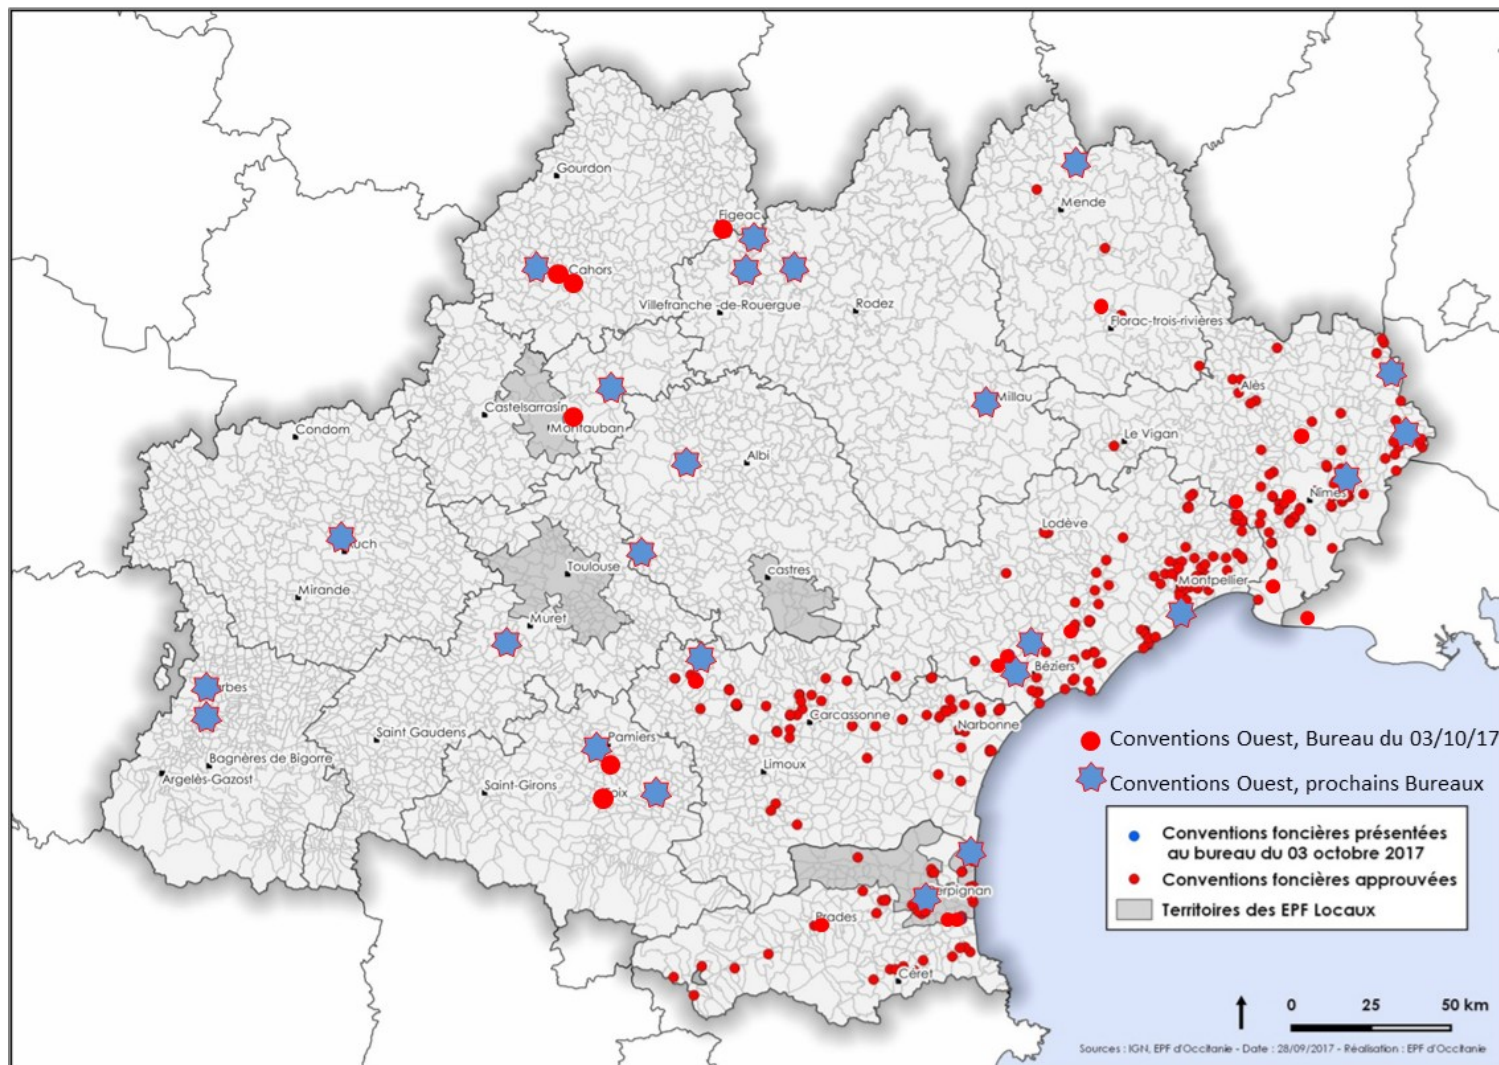 Gourdon
Mende
Figeac
Cahors
Villefranche -de-Rouergue
Rodez
Florac-trois-rivières
Alès
Castelsarrasin
Millau
Montauban
Condom
Le Vigan
Albi
Nîmes
Lodève
Auch
Toulouse
castres
Montpellier
Mirande
Muret
Béziers
Tarbes
Carcassonne
Narbonne
Saint Gaudens
Pamiers
Bagnères de Bigorre
Limoux
Argelès-Gazost
Saint-Girons
Foix
Perpignan
Prades
Céret
Conventions Ouest, Bureau du 03/10/17
Conventions Ouest, prochains Bureaux
Conventions foncières présentées
au bureau du 03 octobre 2017
Conventions foncières approuvées
Territoires des EPF Locaux
0 25 50 km
Sources : IGN, EPF d'Occitanie - Date : 28/09/2017 - Réalisation : EPF d'Occitanie